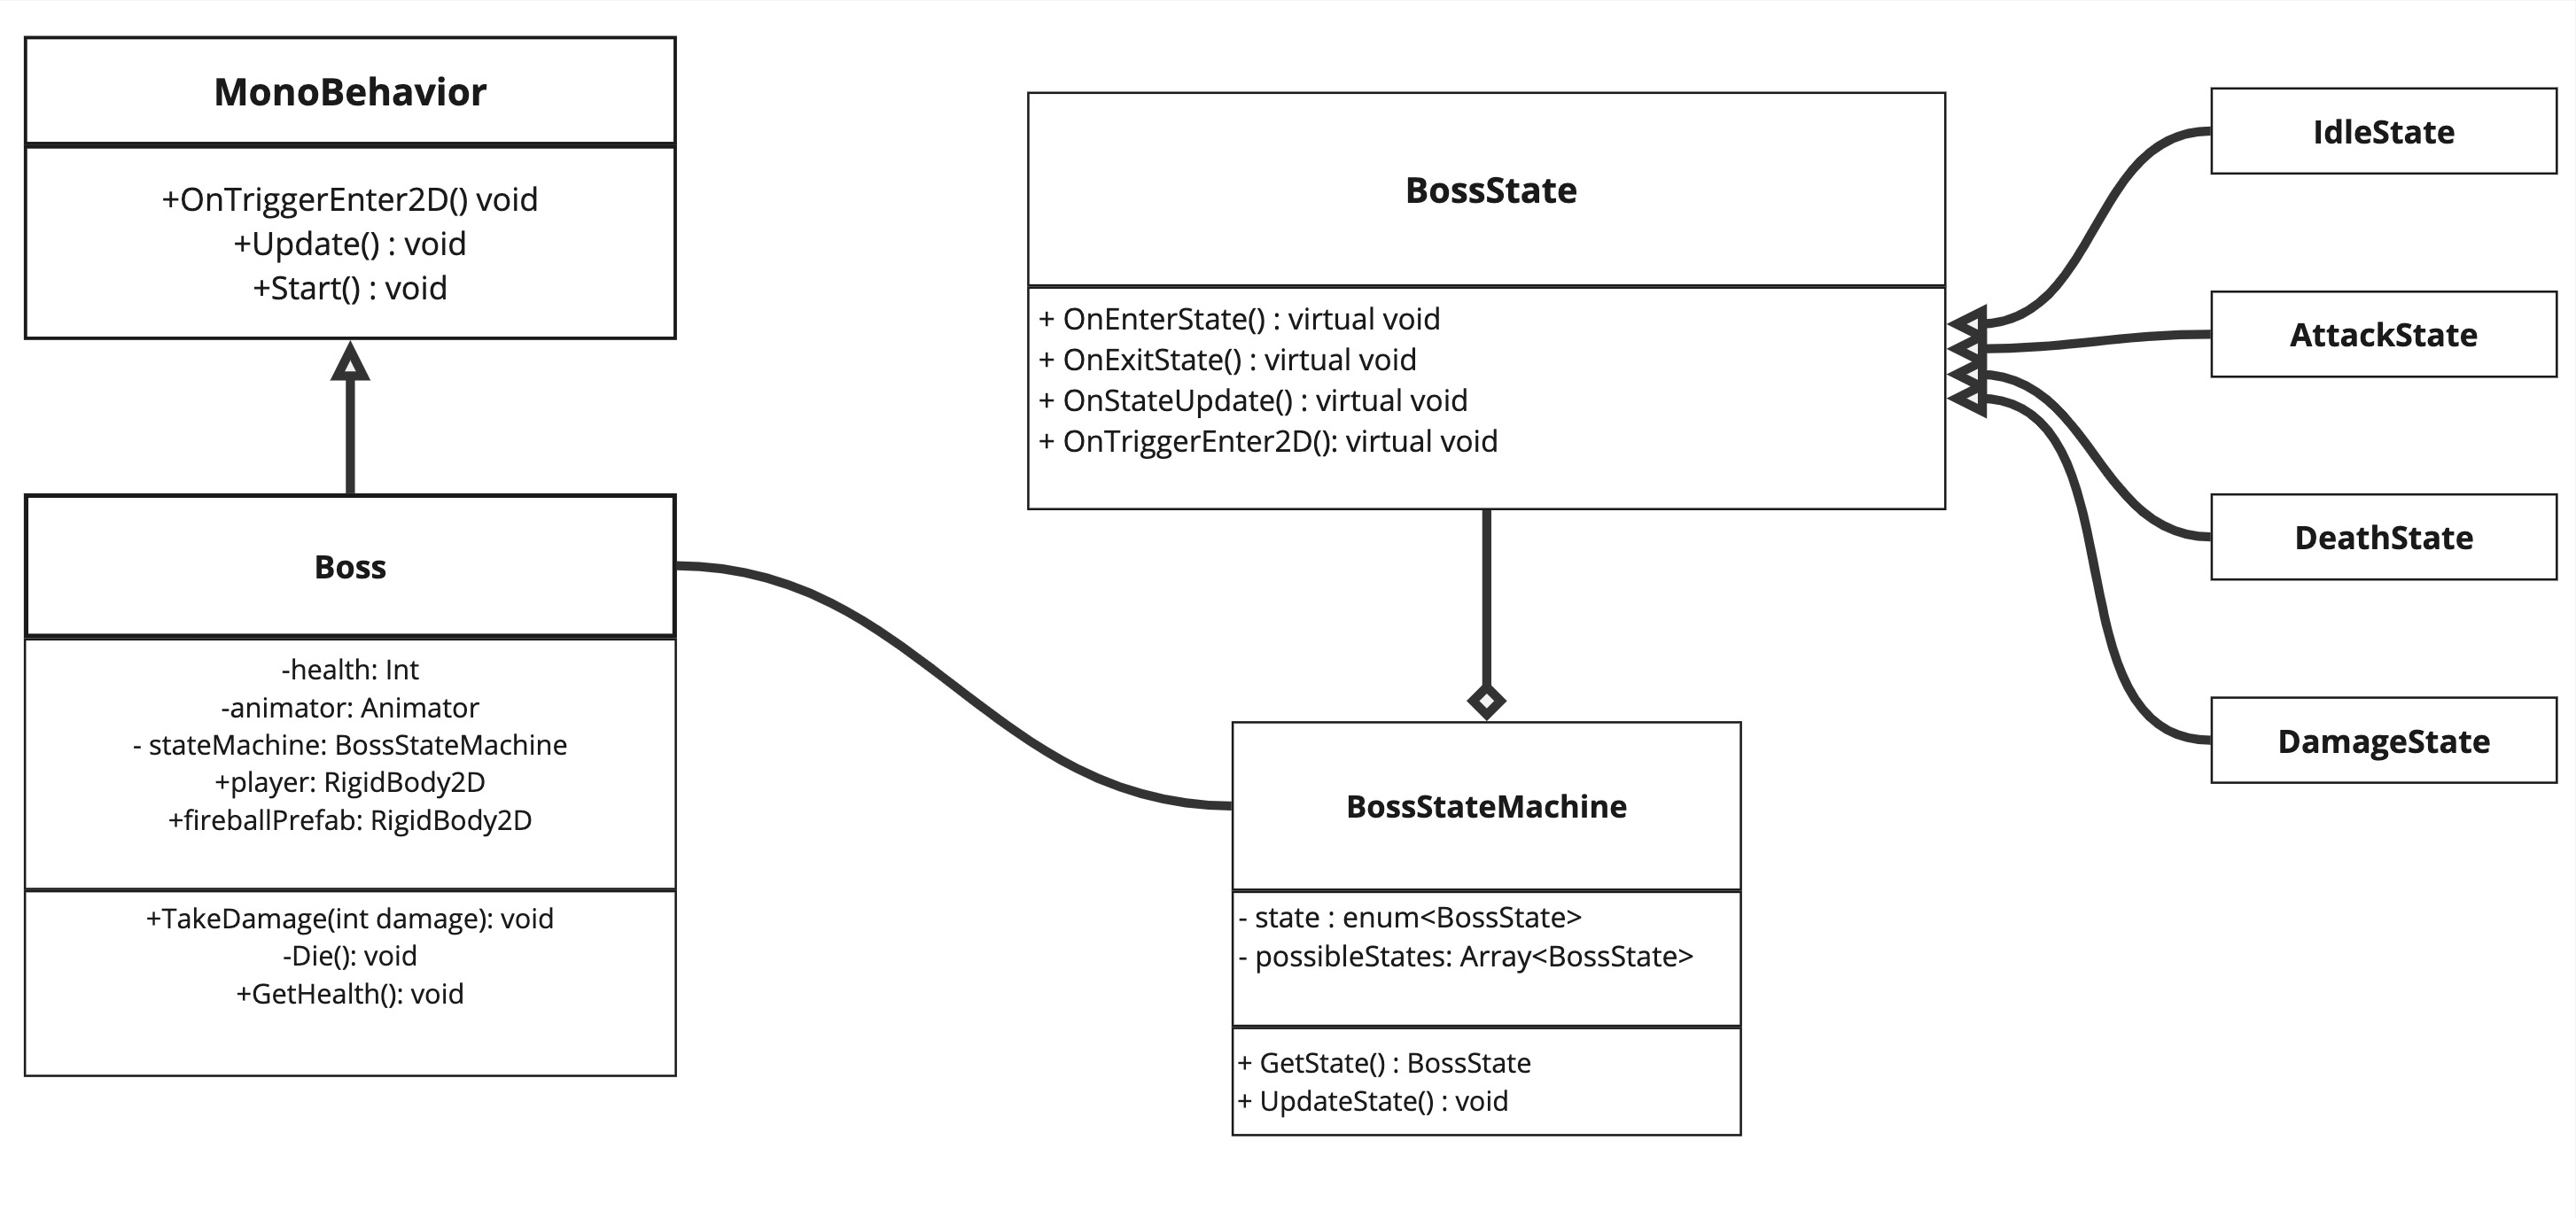 MonoBehavior
+OnTriggerEnter2D() void
+Update() : void
+Start() : void
Boss
-health: Int
-animator: Animator
- stateMachine: BossStateMachine
+player: RigidBody2D
+fireballPrefab: RigidBody2D
+TakeDamage(int damage): void
-Die(): void
+GetHealth(): void
BossState
+ OnEnterState() : virtual void
+ OnExitState() : virtual void
+ OnStateUpdate() : virtual void
+ OnTriggerEnter2D(): virtual void
BossStateMachine
- state : enum<BossState>
- possibleStates: Array<BossState>
+ GetState() : BossState
+ UpdateState() : void
IdleState
AttackState
DeathState
DamageState